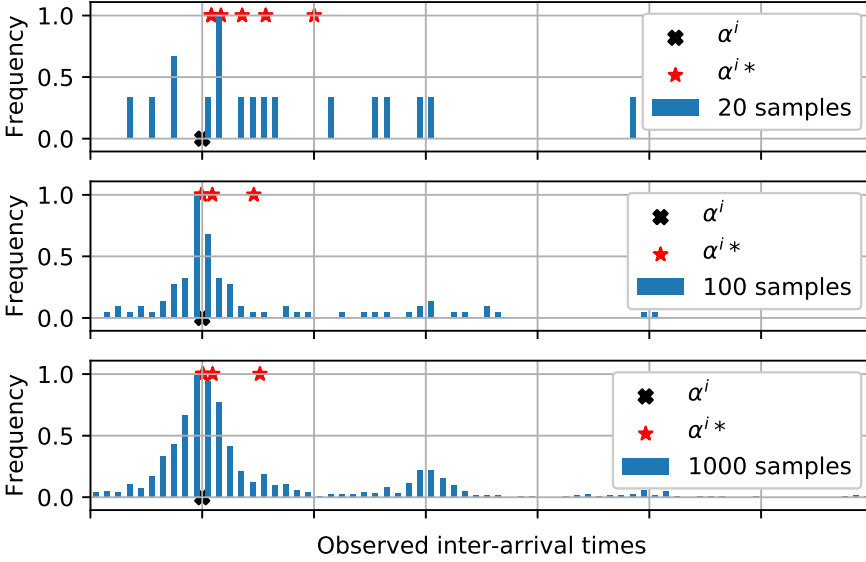 Frequency
1.0
0.5
0.0
α^i
α^{i*}
20 samples
Frequency
1.0
0.5
0.0
α^i
α^{i*}
100 samples
Frequency
1.0
0.5
0.0
α^i
α^{i*}
1000 samples
Observed inter-arrival times